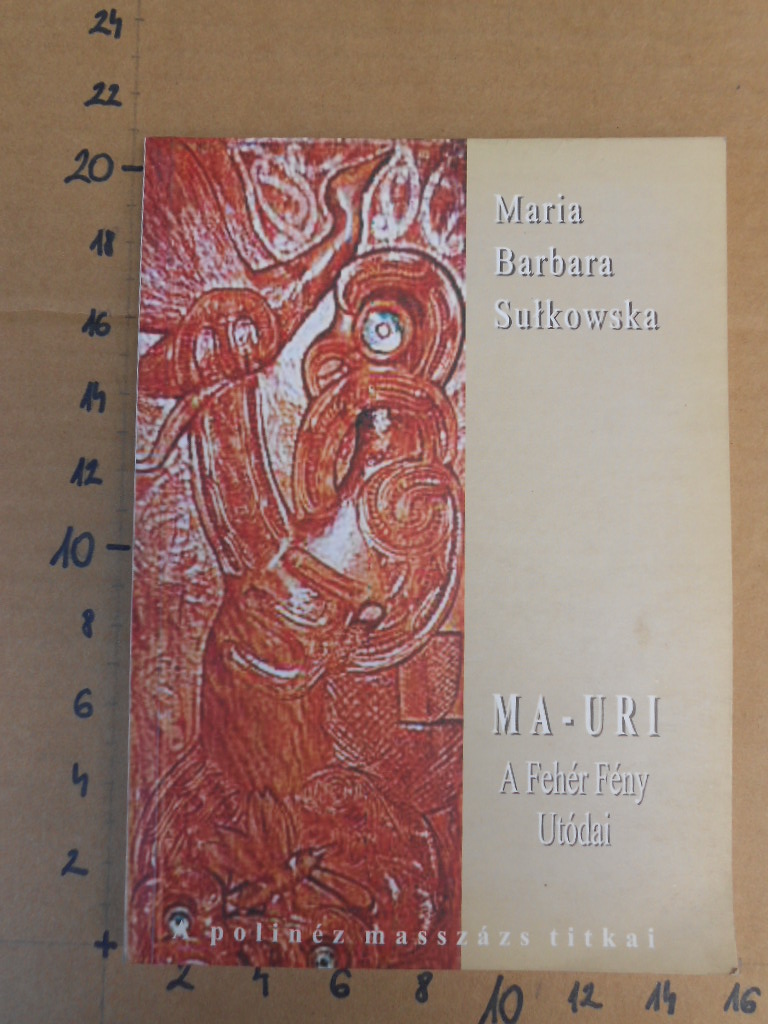 24
22
20
18
16
14
12
10
8
6
4
2
+
Maria
Barbara
Sułkowska
MA-URI
A Fehér Fény
Utódai
A polinéz masszázs titkai
2 4 6 8 10 12 14 16